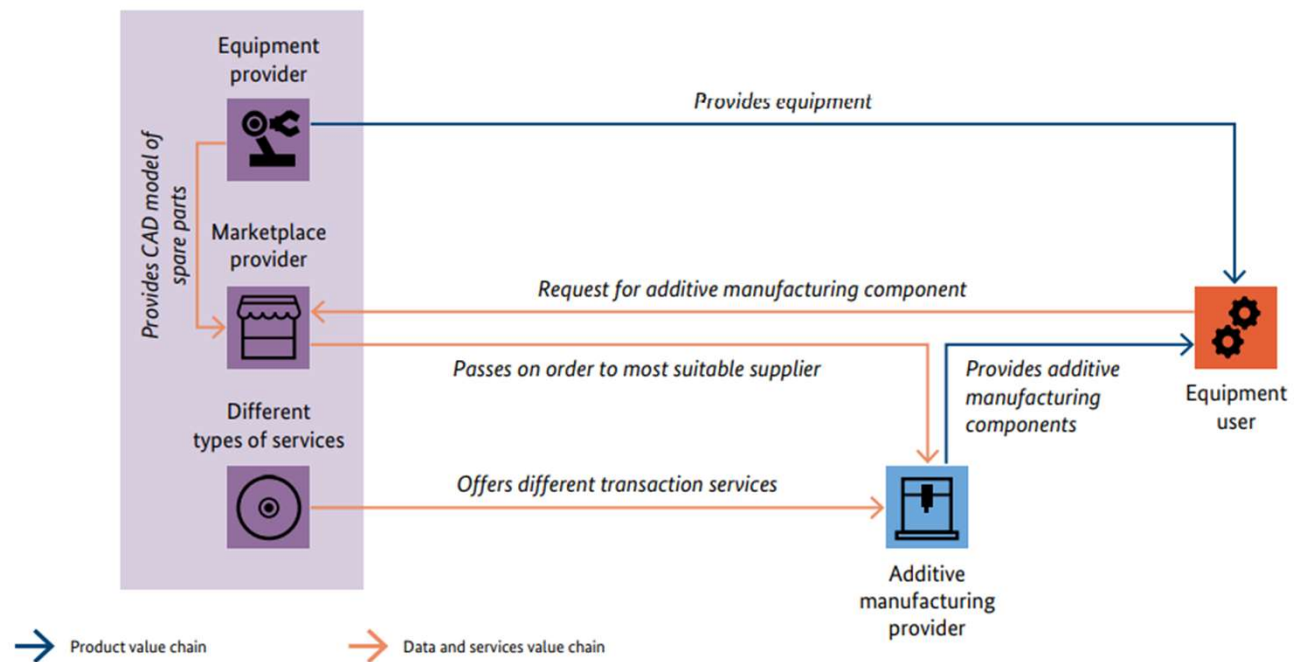 Equipment
provider
Provides equipment
Provides CAD model of
spare parts
Marketplace
provider
Request for additive manufacturing component
Passes on order to most suitable supplier
Provides additive
manufacturing
components
Equipment
user
Different
types of services
Offers different transaction services
Additive
manufacturing
provider
Product value chain
Data and services value chain